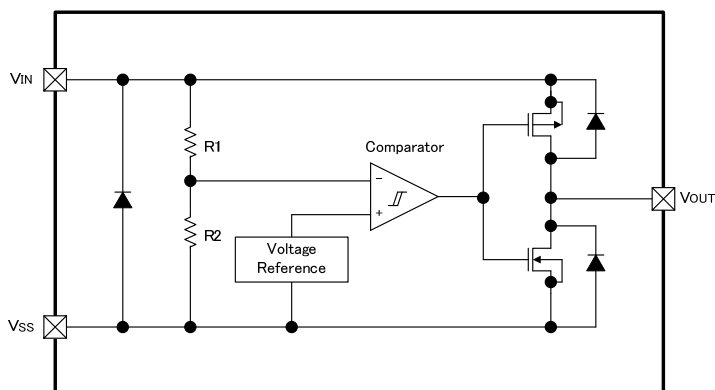 VIN
R1
Comparator
−
+
VOUT
R2
Voltage
Reference
VSS